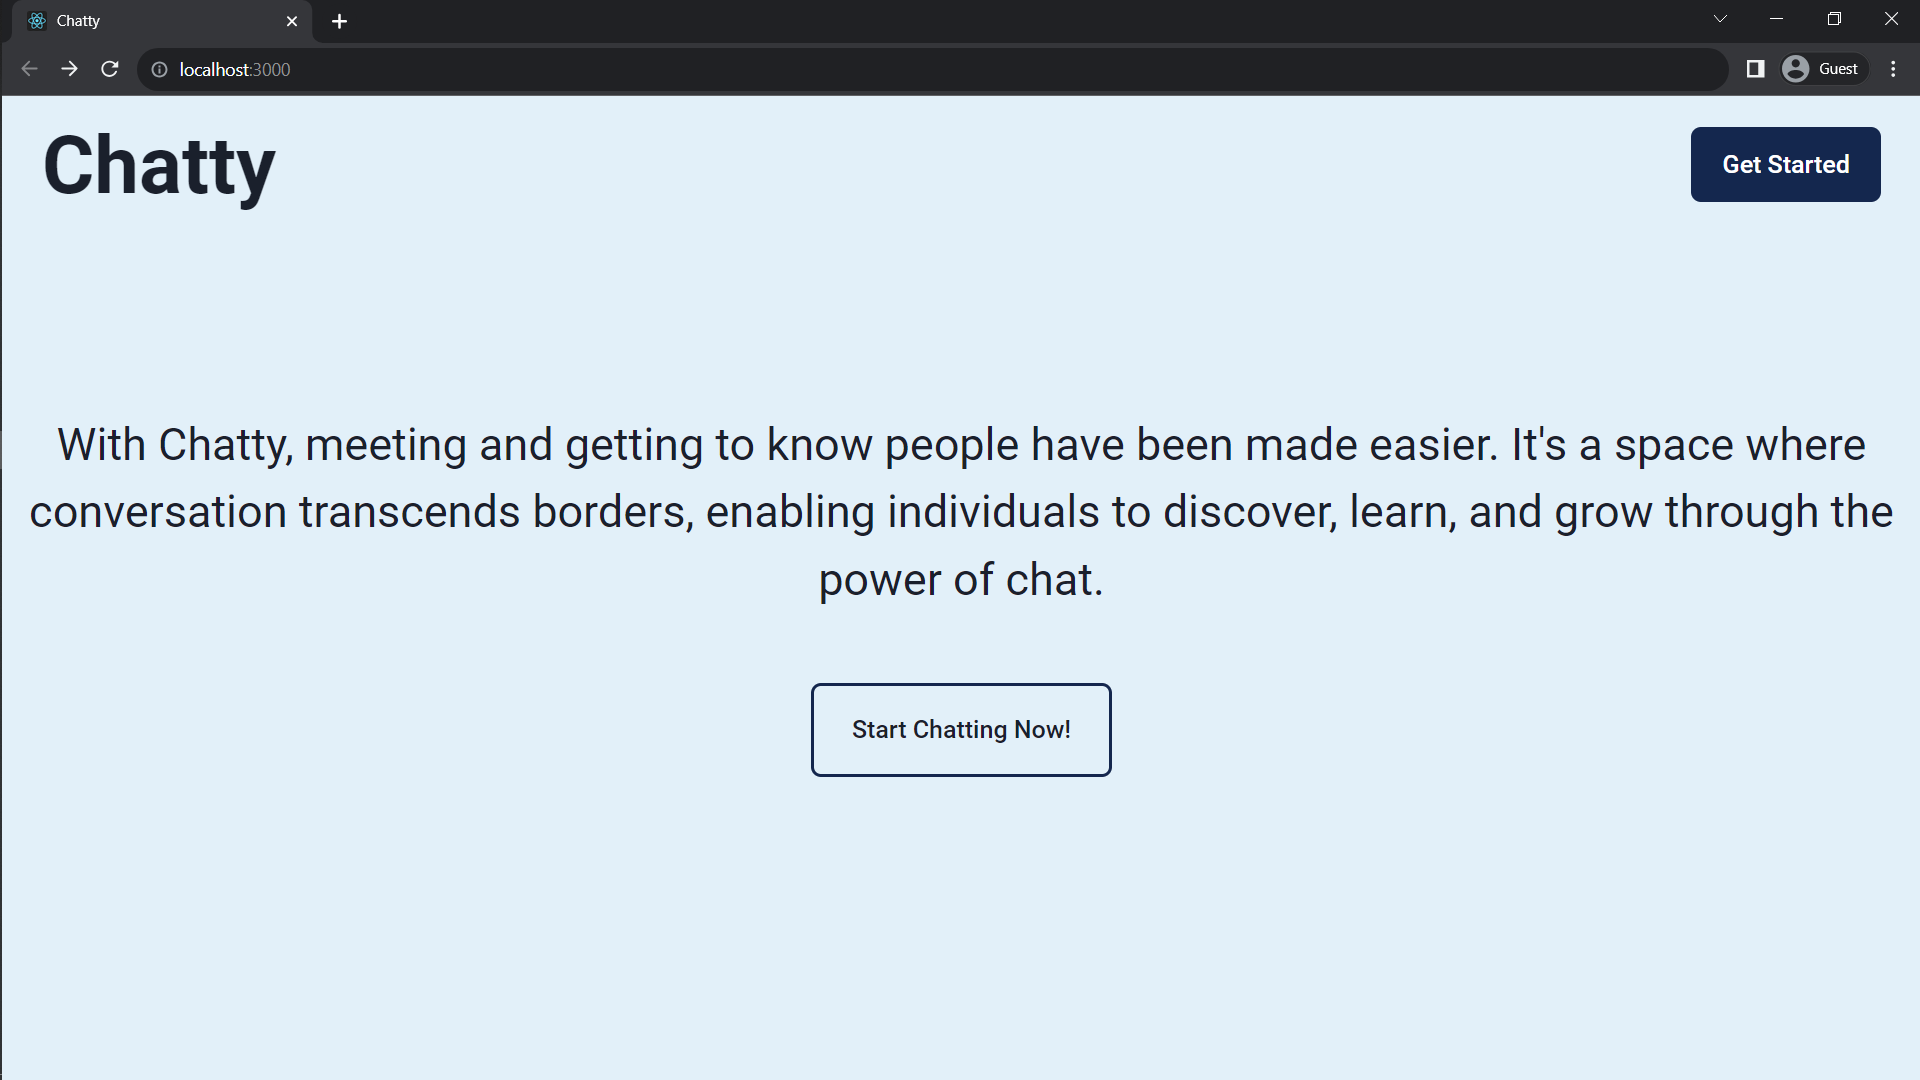 Chatty
localhost:3000
Guest
Chatty
Get Started
With Chatty, meeting and getting to know people have been made easier. It's a space where
conversation transcends borders, enabling individuals to discover, learn, and grow through the
power of chat.
Start Chatting Now!